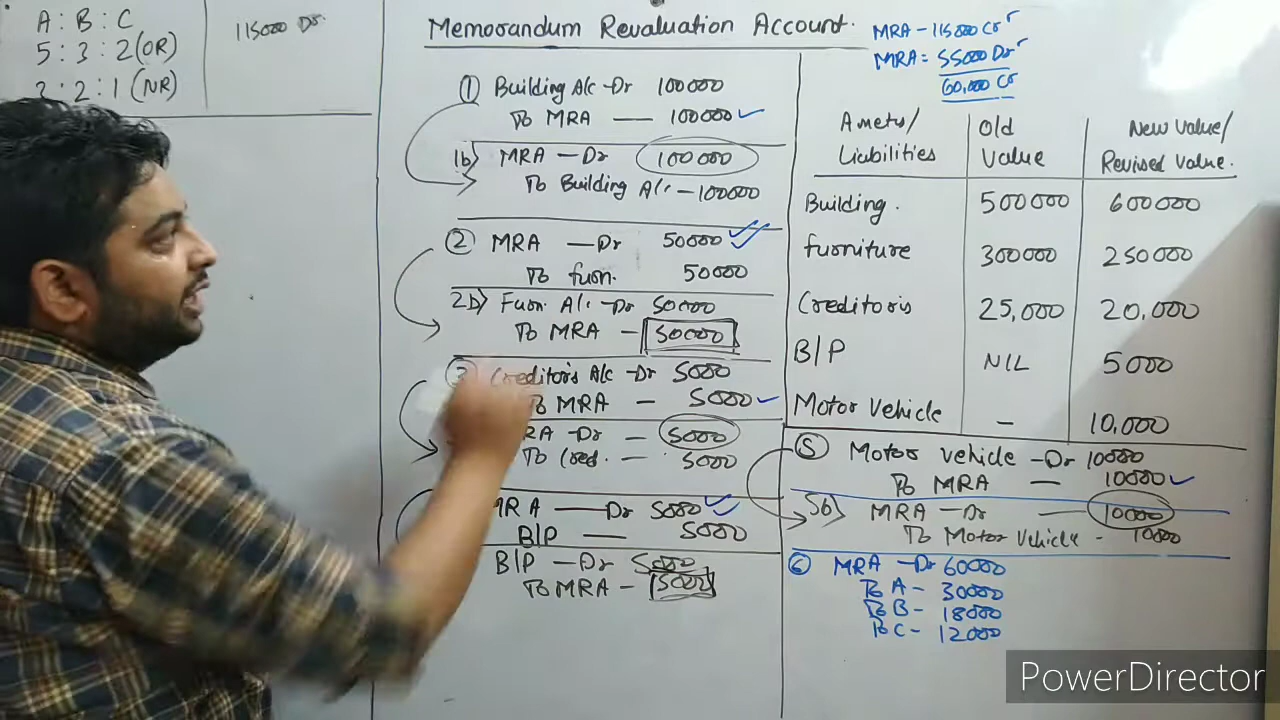 A : B : C
5 : 3 : 2 (OR)
2 : 2 : 1 (NR)
115000 Dr.
Memorandum Revaluation Account.
MRA - 115000 Cr
MRA = 55000 Dr
60,000 Cr
① Building A/c - Dr 100000
To MRA — 100000
1b) MRA - Dr 100000
To Building A/c - 100000
② MRA — Dr 50000
To furn. 50000
2b) Furn. A/c - Dr 50000
To MRA - 50000
③ Creditors A/c - Dr 5000
To MRA - 5000
RA - Dr - 5000
To Cred. - 5000
MRA — Dr 5000
B/P — 5000
B/P - Dr 5000
To MRA - 5000
Assets/ Liabilities Old Value New Value/ Revised Value.
Building. 500000 600000
furniture 300000 250000
Creditors 25,000 20,000
B/P NIL 5000
Motor Vehicle - 10,000
⑤ Motor vehicle - Dr 10000
To MRA — 10000
5b) MRA - Dr — 10000
To Motor Vehicle - 10000
⑥ MRA - Dr 60000
To A - 30000
To B - 18000
To C - 12000
PowerDirector